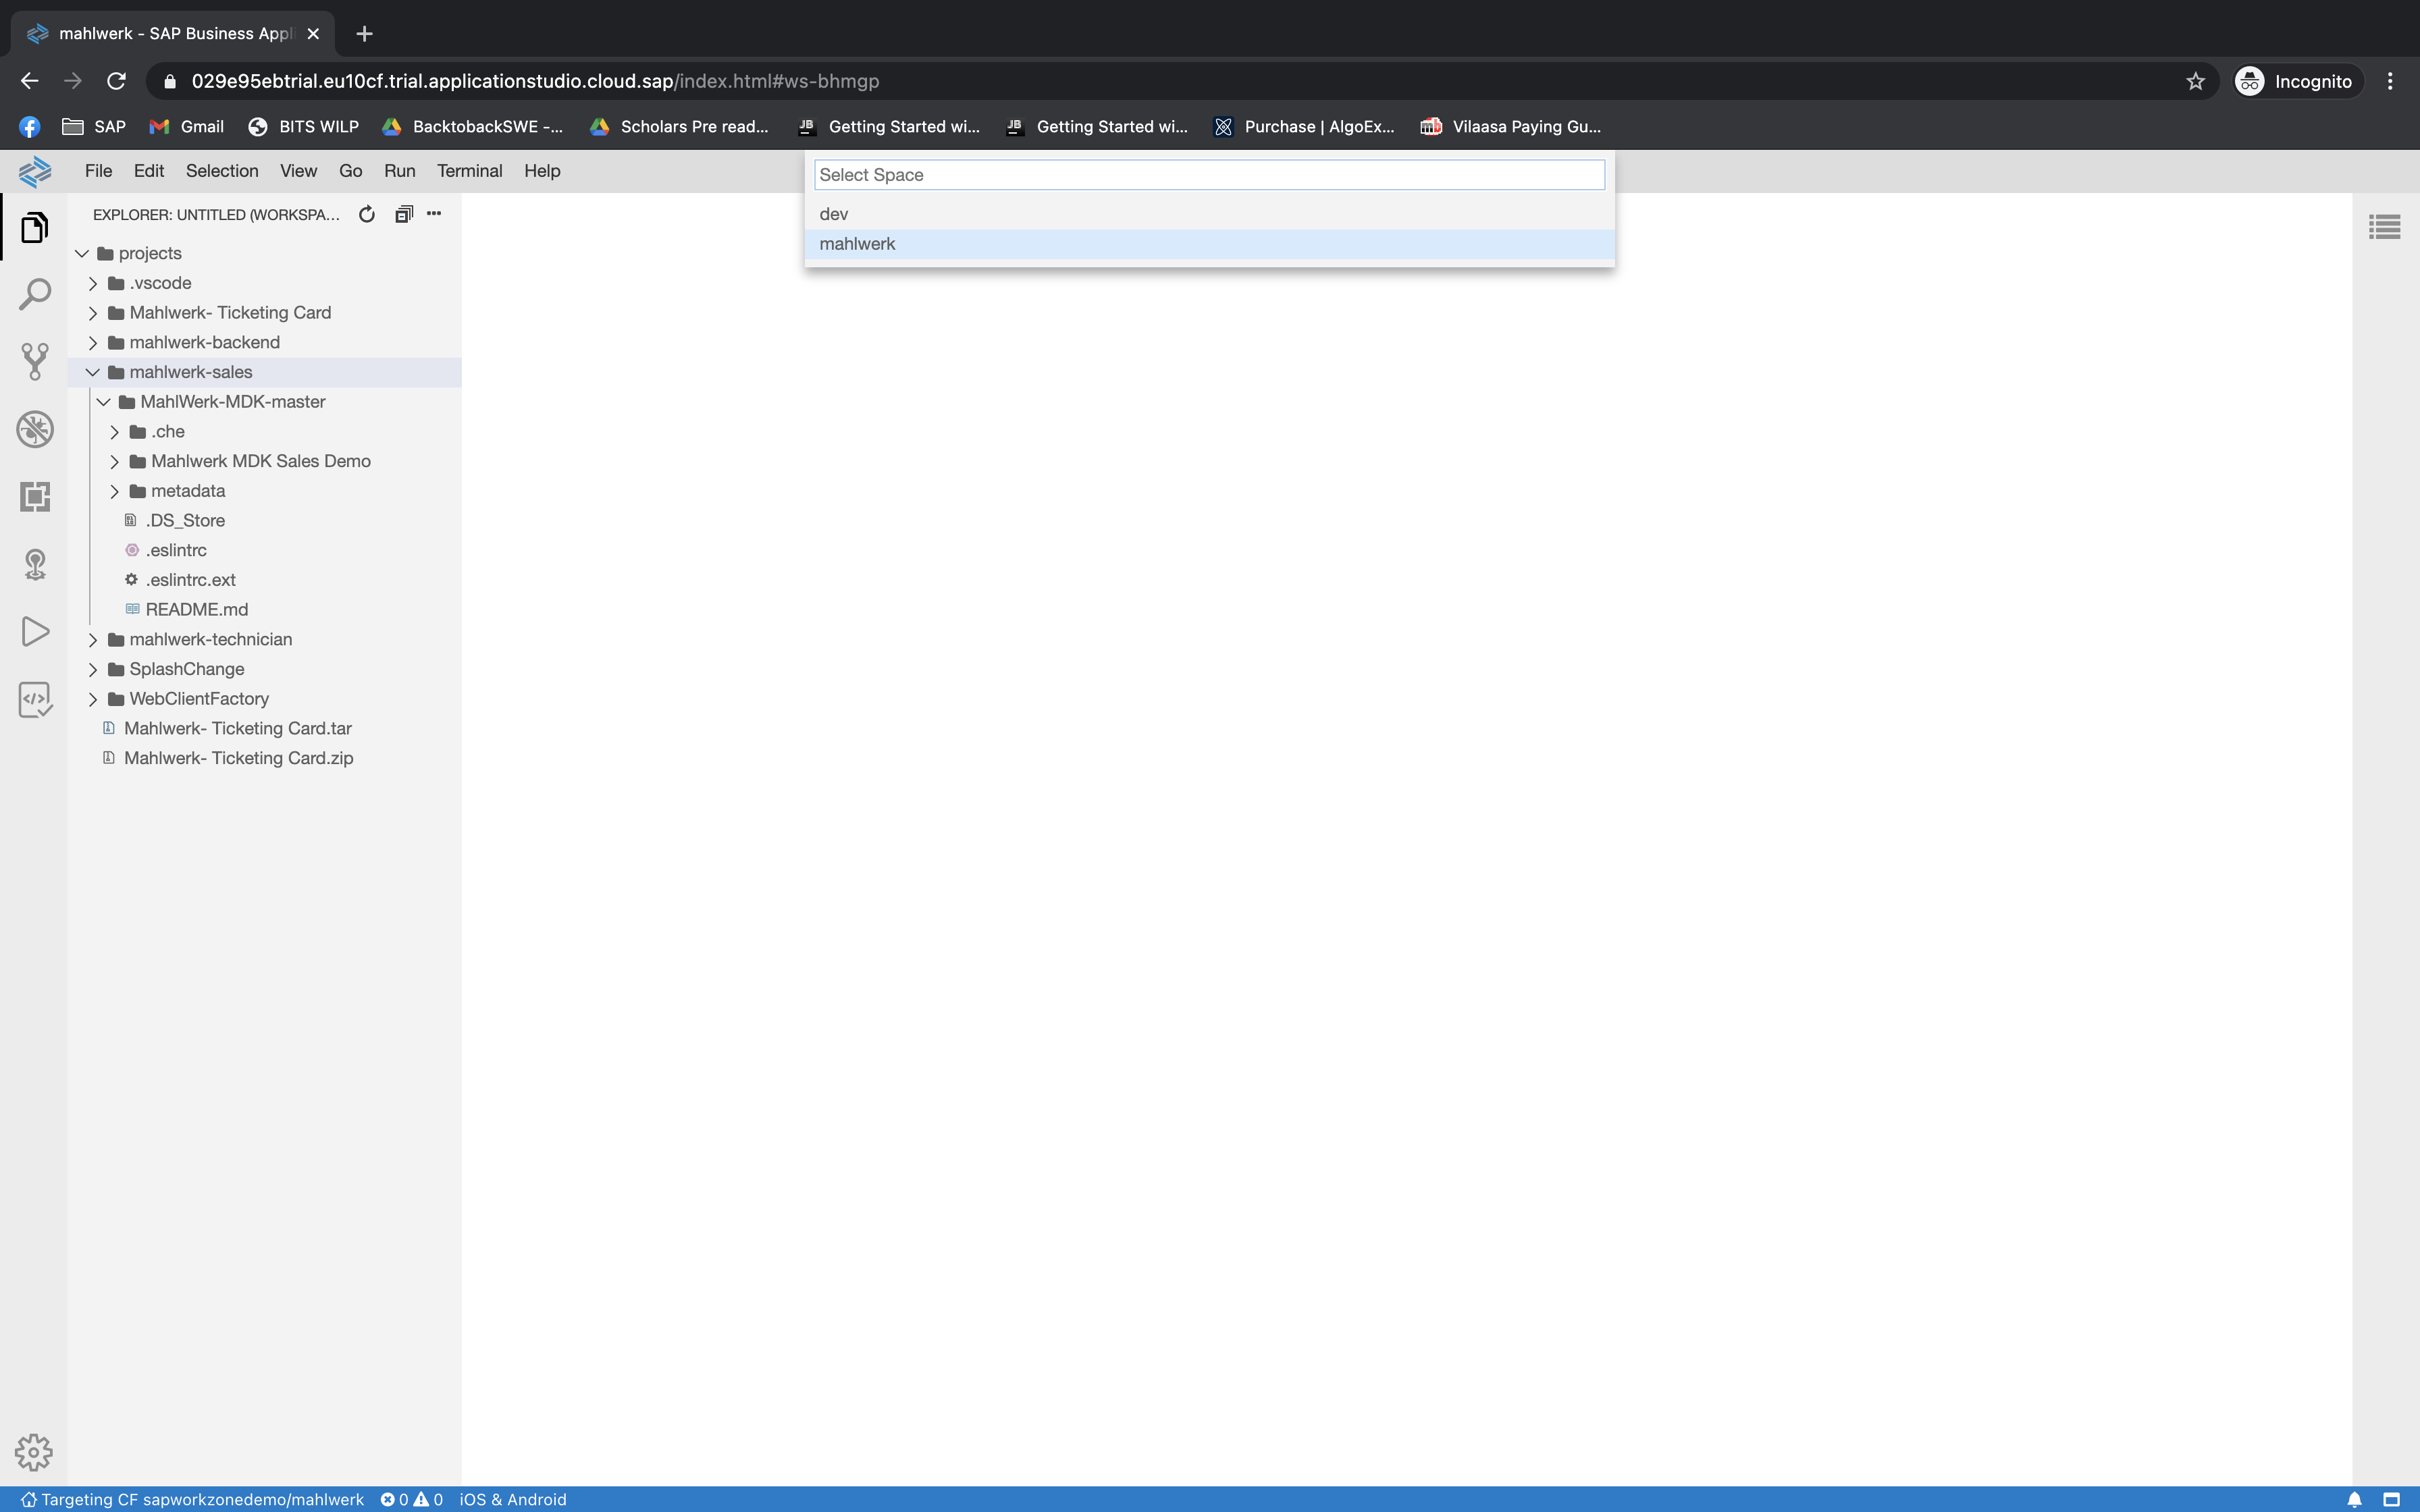 mahlwerk - SAP Business Appli
029e95ebtrial.eu10cf.trial.applicationstudio.cloud.sap/index.html#ws-bhmgp
Incognito
SAP Gmail BITS WILP BacktobackSWE -... Scholars Pre read... JB Getting Started wi... JB Getting Started wi... Purchase | AlgoEx... Vilaasa Paying Gu...
File Edit Selection View Go Run Terminal Help
Select Space
dev
mahlwerk
EXPLORER: UNTITLED (WORKSPA...
projects
.vscode
Mahlwerk- Ticketing Card
mahlwerk-backend
mahlwerk-sales
MahlWerk-MDK-master
.che
Mahlwerk MDK Sales Demo
metadata
.DS_Store
.eslintrc
.eslintrc.ext
README.md
mahlwerk-technician
SplashChange
WebClientFactory
Mahlwerk- Ticketing Card.tar
Mahlwerk- Ticketing Card.zip
Targeting CF sapworkzonedemo/mahlwerk 0 0 iOS & Android